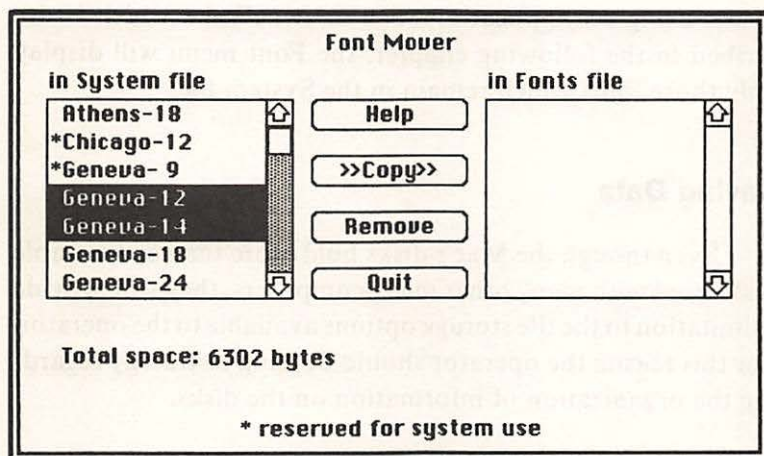 Font Mover
in System file
in Fonts file
Athens-18
*Chicago-12
*Geneva- 9
Geneva-12
Geneva-14
Geneva-18
Geneva-24
Help
>>Copy>>
Remove
Quit
Total space: 6302 bytes
* reserved for system use